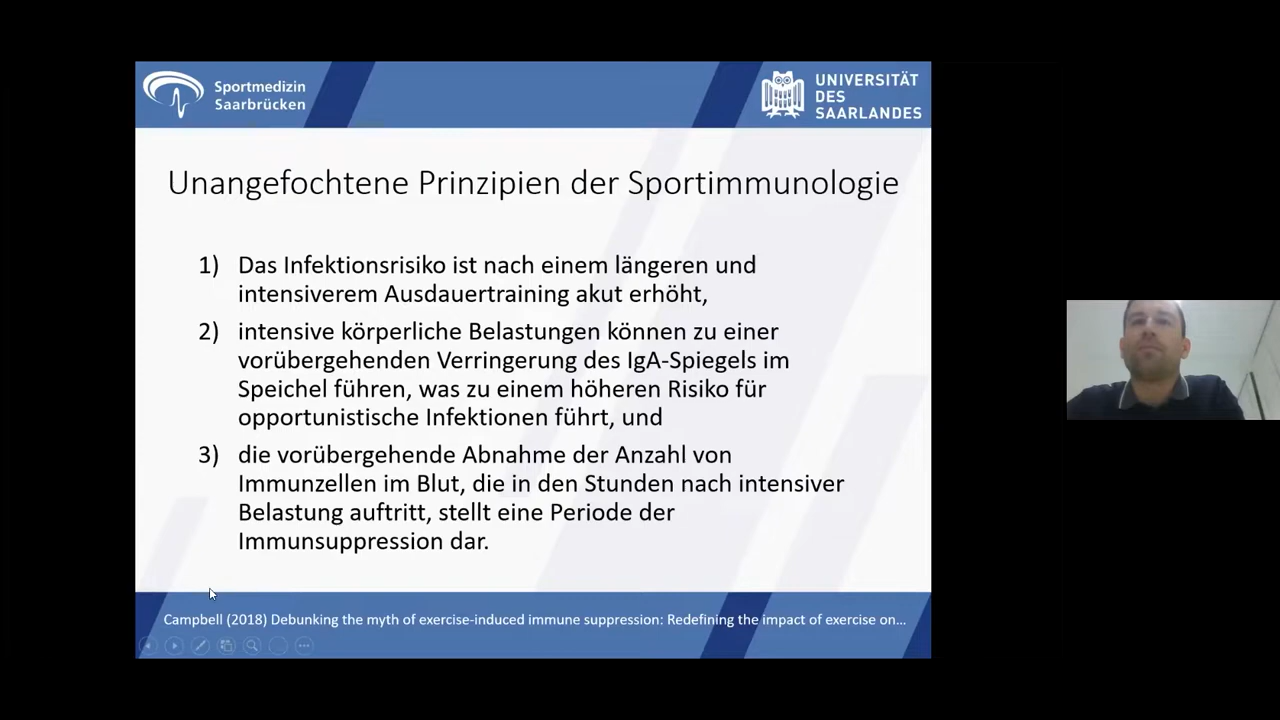 Sportmedizin
Saarbrücken
UNIVERSITÄT
DES
SAARLANDES
Unangefochtene Prinzipien der Sportimmunologie
1) Das Infektionsrisiko ist nach einem längeren und
intensiverem Ausdauertraining akut erhöht,
2) intensive körperliche Belastungen können zu einer
vorübergehenden Verringerung des IgA-Spiegels im
Speichel führen, was zu einem höheren Risiko für
opportunistische Infektionen führt, und
3) die vorübergehende Abnahme der Anzahl von
Immunzellen im Blut, die in den Stunden nach intensiver
Belastung auftritt, stellt eine Periode der
Immunsuppression dar.
Campbell (2018) Debunking the myth of exercise-induced immune suppression: Redefining the impact of exercise on…